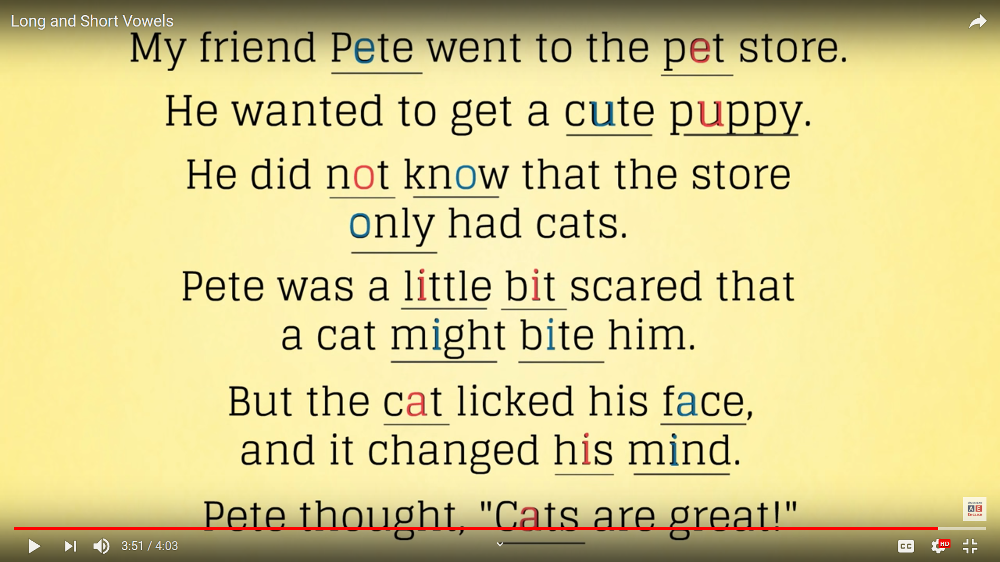 Long and Short Vowels
My friend Pete went to the pet store.
He wanted to get a cute puppy.
He did not know that the store
only had cats.
Pete was a little bit scared that
a cat might bite him.
But the cat licked his face,
and it changed his mind.
Pete thought, "Cats are great!"
AMERICAN
AE
ENGLISH
3:51 / 4:03
CC
HD